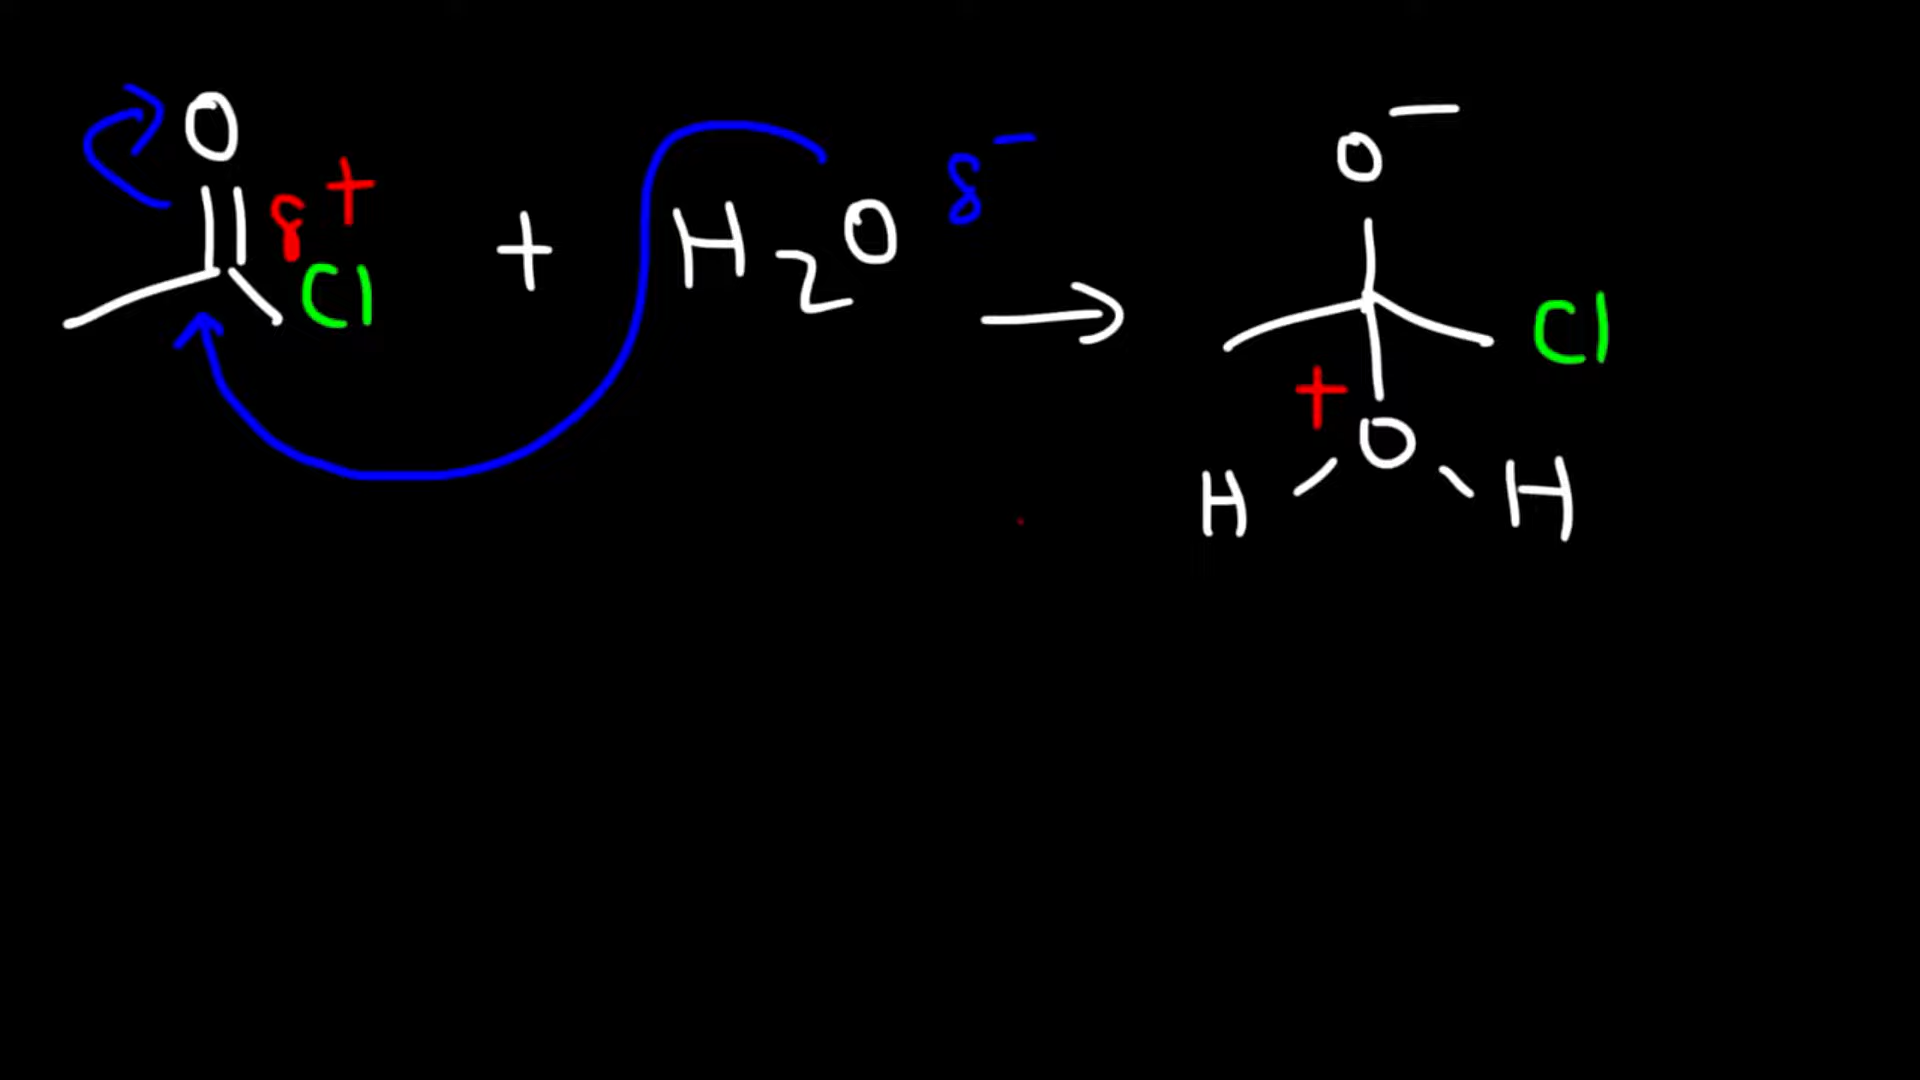 O O⁻
δ⁺ + H₂O δ⁻ →
Cl Cl
+ O
H H